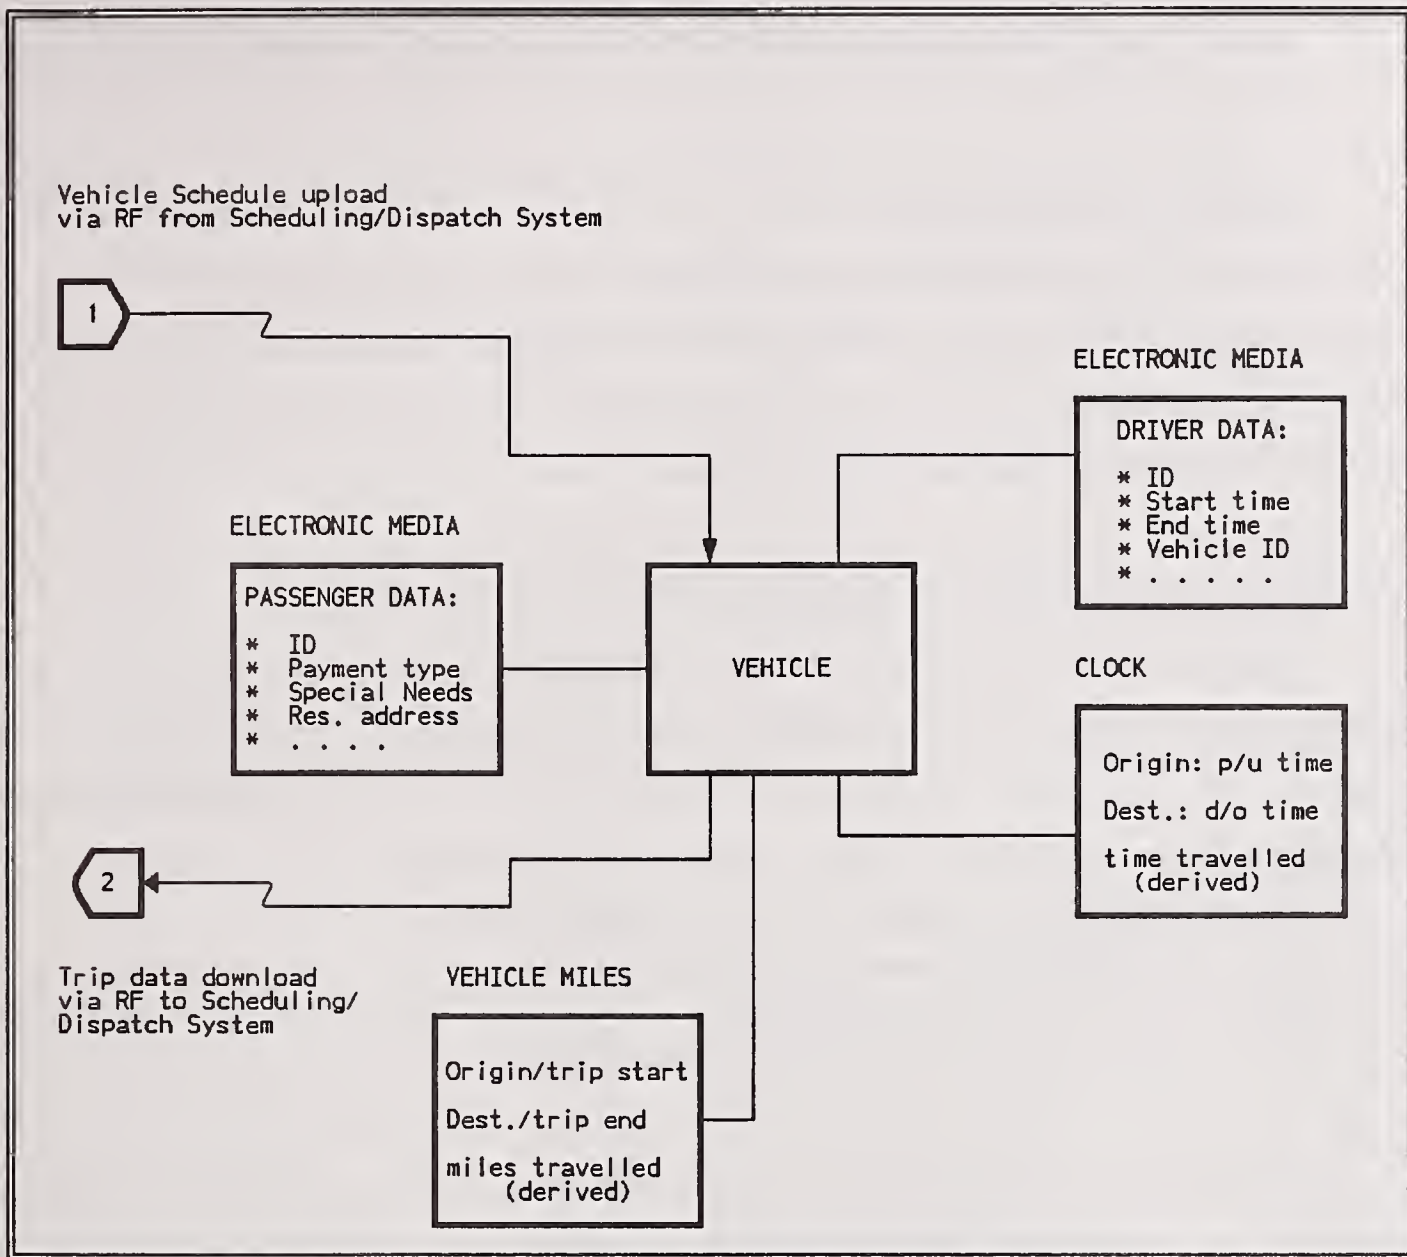 Vehicle Schedule upload
via RF from Scheduling/Dispatch System
1
ELECTRONIC MEDIA
DRIVER DATA:
* ID
* Start time
* End time
* Vehicle ID
* . . . . .
ELECTRONIC MEDIA
PASSENGER DATA:
* ID
* Payment type
* Special Needs
* Res. address
* . . . .
VEHICLE
CLOCK
Origin: p/u time
Dest.: d/o time
time travelled
(derived)
2
Trip data download
via RF to Scheduling/
Dispatch System
VEHICLE MILES
Origin/trip start
Dest./trip end
miles travelled
(derived)